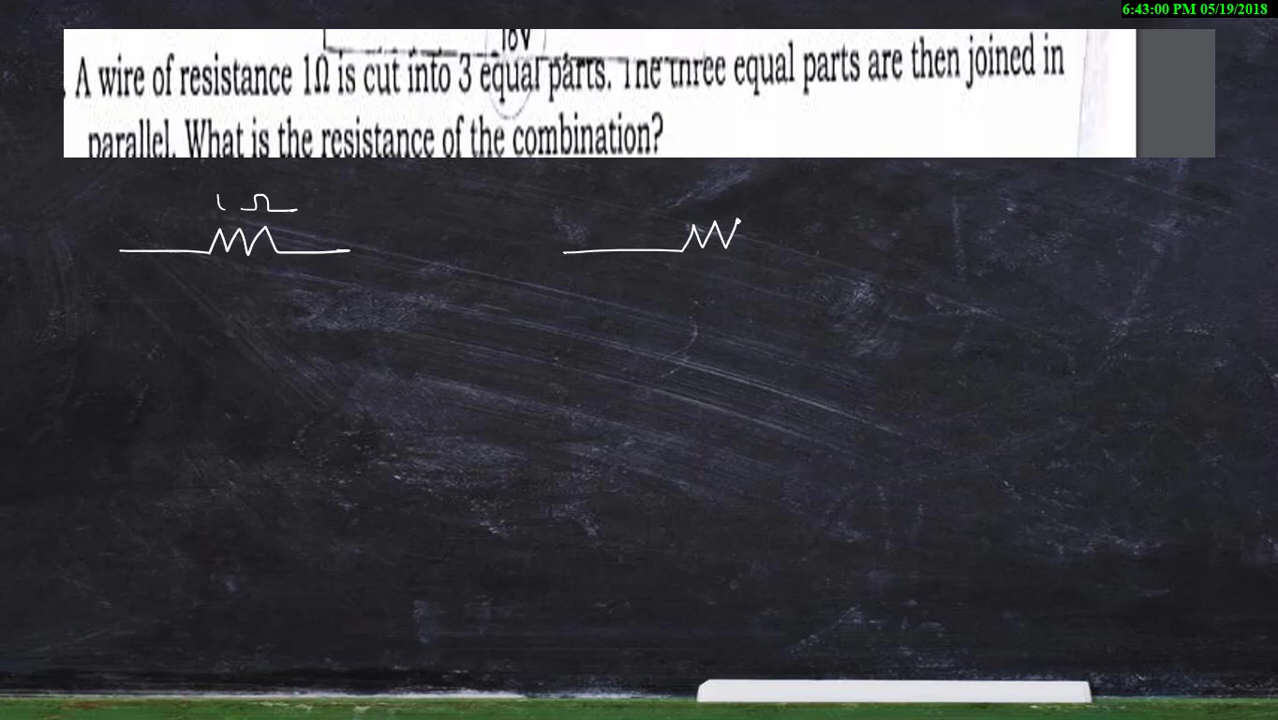 6:43:00 PM 05/19/2018
10V
A wire of resistance 1Ω is cut into 3 equal parts. The three equal parts are then joined in
parallel. What is the resistance of the combination?
1 Ω